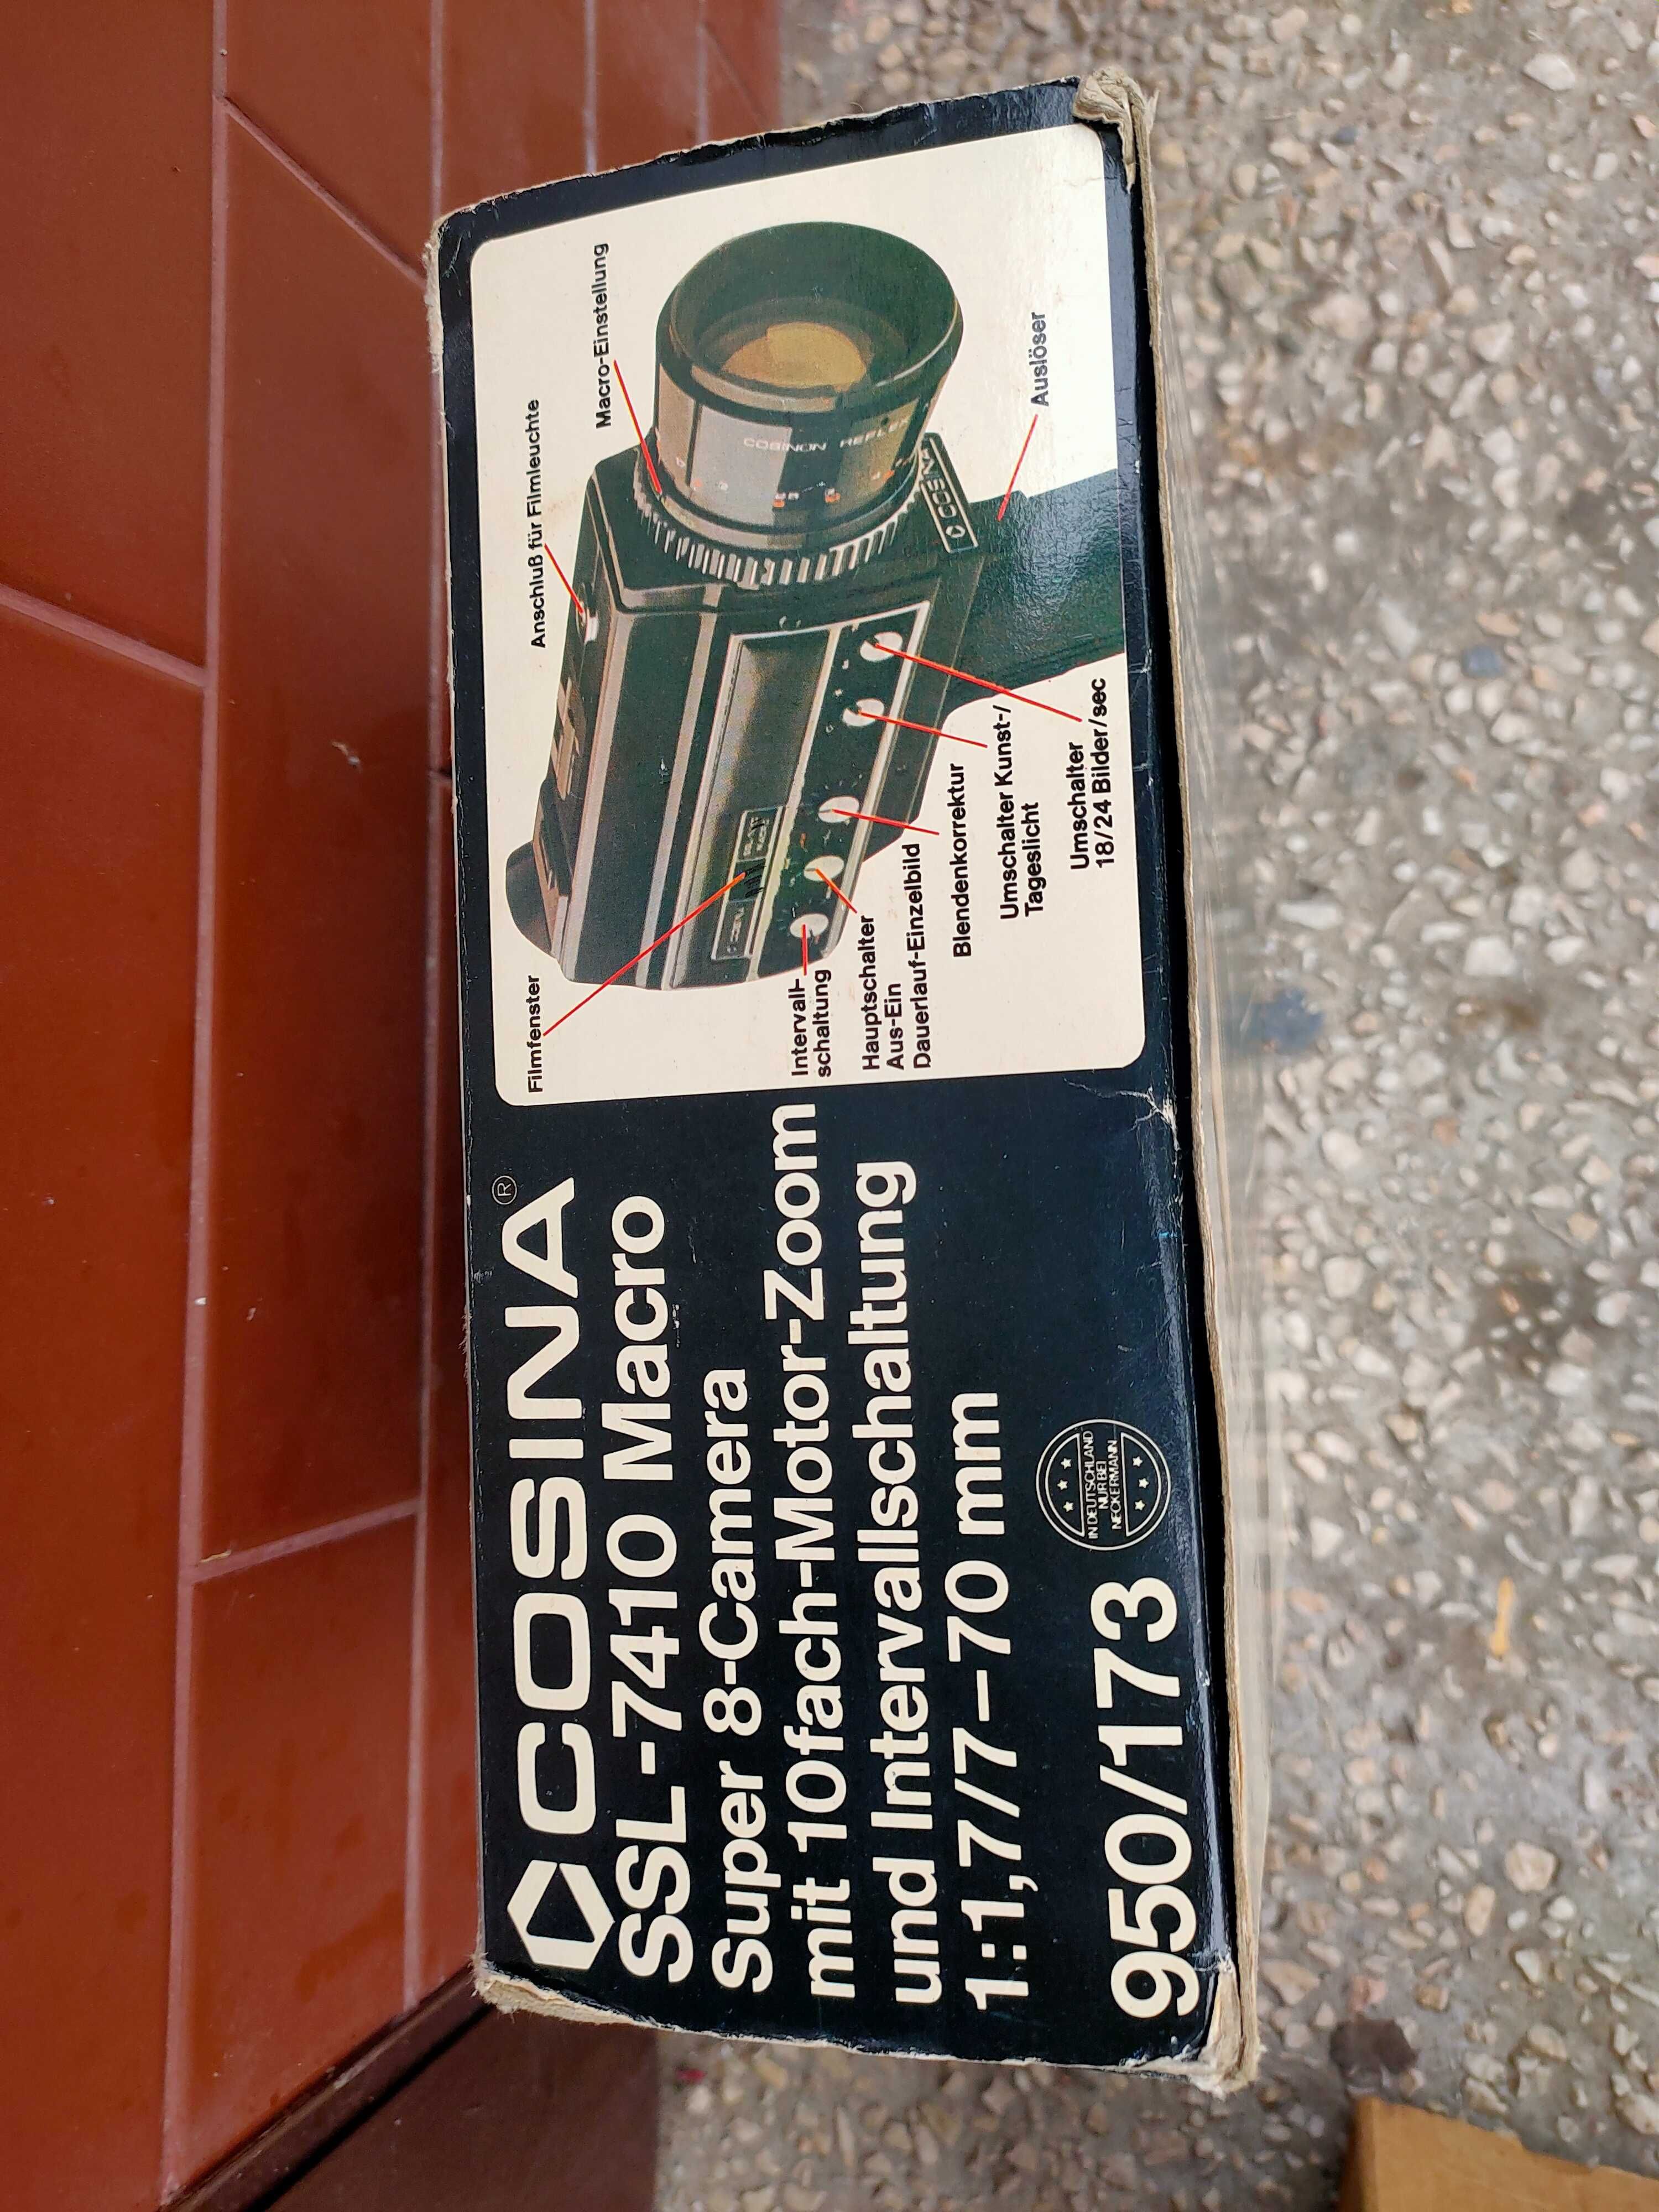 COSINA®
SSL-7410 Macro
Super 8-Camera
mit 10fach-Motor-Zoom
und Intervallschaltung
1:1,7/7–70 mm
950/173
IN DEUTSCHLAND
NUR BEI
NECKERMANN
Filmfenster
Anschluß für Filmleuchte
Macro-Einstellung
Intervall-
schaltung
Hauptschalter
Aus-Ein
Dauerlauf-Einzelbild
Blendenkorrektur
Umschalter Kunst-/
Tageslicht
Umschalter
18/24 Bilder/sec
Auslöser
COSINON REFLEX
COSINA